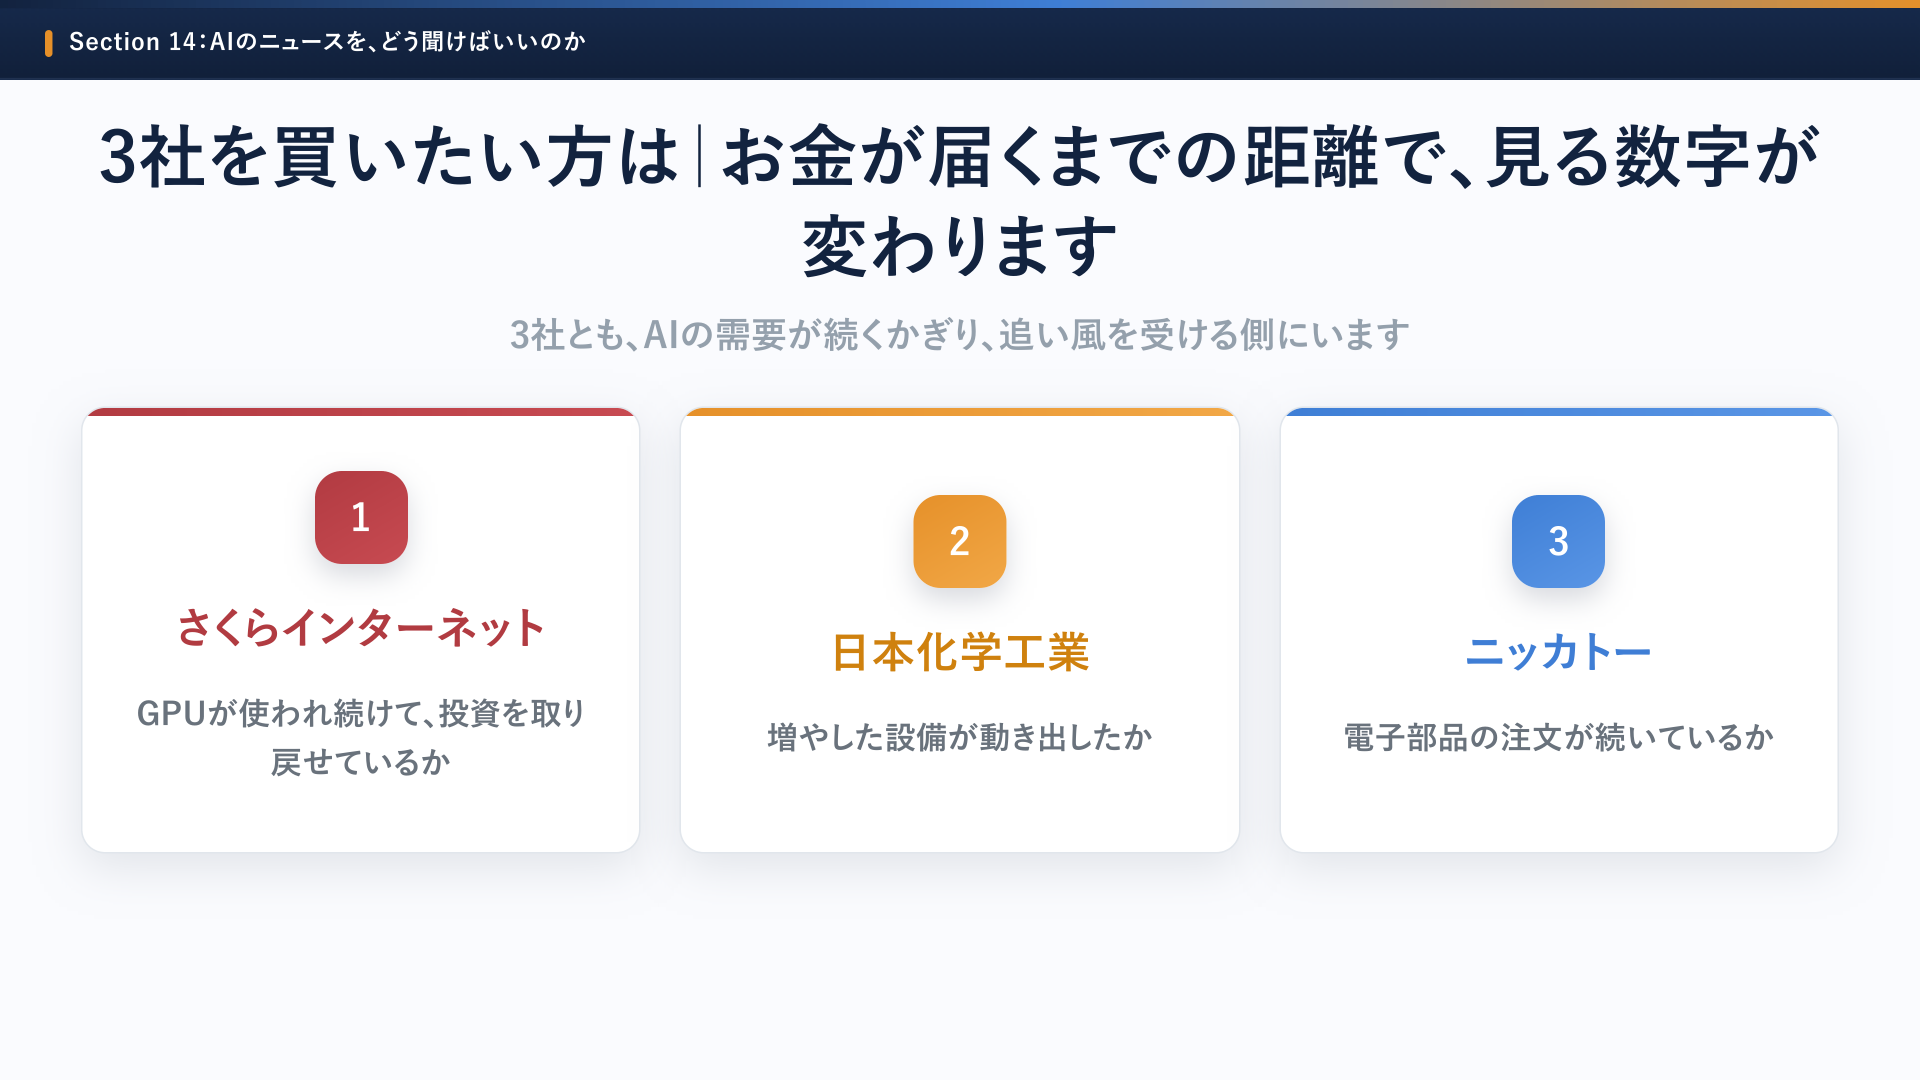 Section 14：AIのニュースを、どう聞けばいいのか
3社を買いたい方は｜お金が届くまでの距離で、見る数字が
変わります
3社とも、AIの需要が続くかぎり、追い風を受ける側にいます
1
さくらインターネット
GPUが使われ続けて、投資を取り
戻せているか
2
日本化学工業
増やした設備が動き出したか
3
ニッカトー
電子部品の注文が続いているか